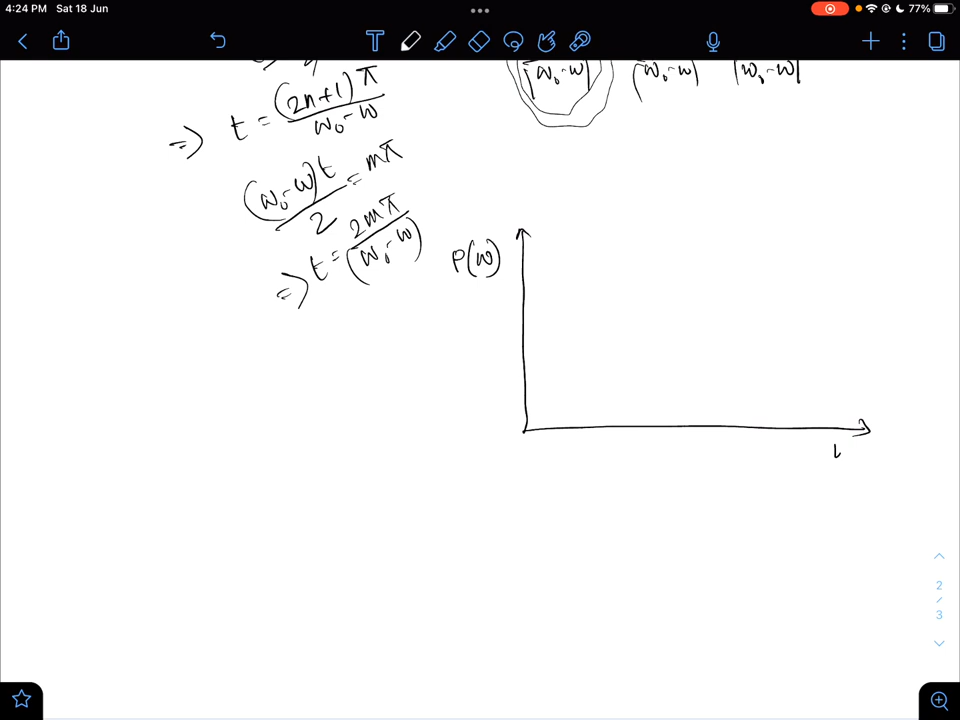 4:24 PM Sat 18 Jun
77%
T
|ω₀-ω| |ω₀-ω| |ω₀-ω|
=> t = (2n+1)π / ω₀-ω
(ω₀-ω)t / 2 = mπ
=> t = 2mπ / (ω₀-ω)
P(ω)
2
/
3